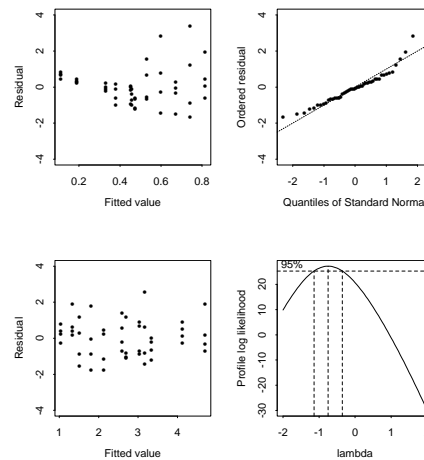 4
2
0
-2
-4
Residual
0.2 0.4 0.6 0.8
Fitted value
4
2
0
-2
-4
Ordered residual
-2 -1 0 1 2
Quantiles of Standard Norma
4
2
0
-2
-4
Residual
1 2 3 4
Fitted value
95%
20
10
0
-10
-30
Profile log likelihood
-2 -1 0 1
lambda